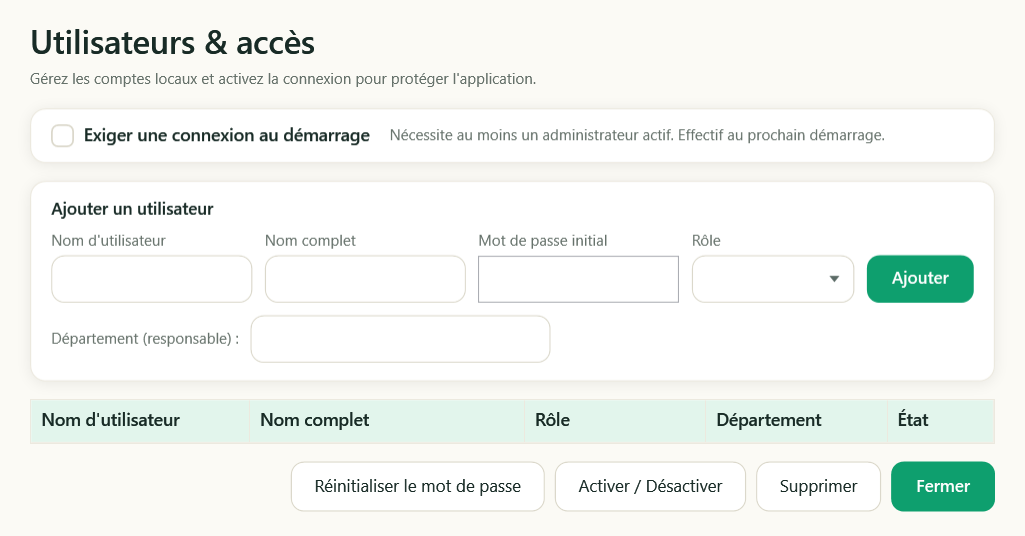 Utilisateurs & accès
Gérez les comptes locaux et activez la connexion pour protéger l'application.
Exiger une connexion au démarrage Nécessite au moins un administrateur actif. Effectif au prochain démarrage.
Ajouter un utilisateur
Nom d'utilisateur Nom complet Mot de passe initial Rôle
Ajouter
Département (responsable) :
Nom d'utilisateur Nom complet Rôle Département État
Réinitialiser le mot de passe Activer / Désactiver Supprimer Fermer